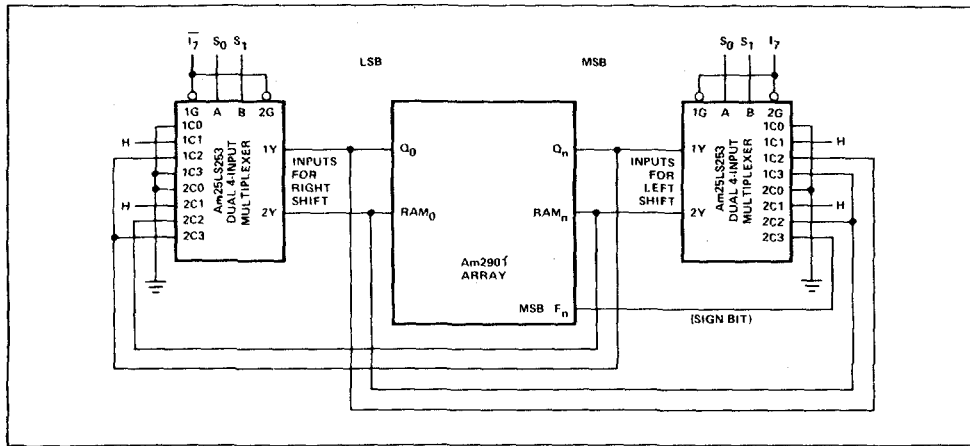 I̅7 S0 S1
LSB
MSB
S0 S1 I7
1G A B 2G
1C0
1C1
1C2
1C3
2C0
2C1
2C2
2C3
H
H
Am25LS253
DUAL 4-INPUT
MULTIPLEXER
1Y
2Y
INPUTS
FOR
RIGHT
SHIFT
Q0
RAM0
Am2901
ARRAY
Qn
RAMn
MSB Fn
INPUTS
FOR
LEFT
SHIFT
(SIGN BIT)
1G A B 2G
1Y
2Y
Am25LS253
DUAL 4-INPUT
MULTIPLEXER
1C0
1C1
1C2
1C3
2C0
2C1
2C2
2C3
H
H